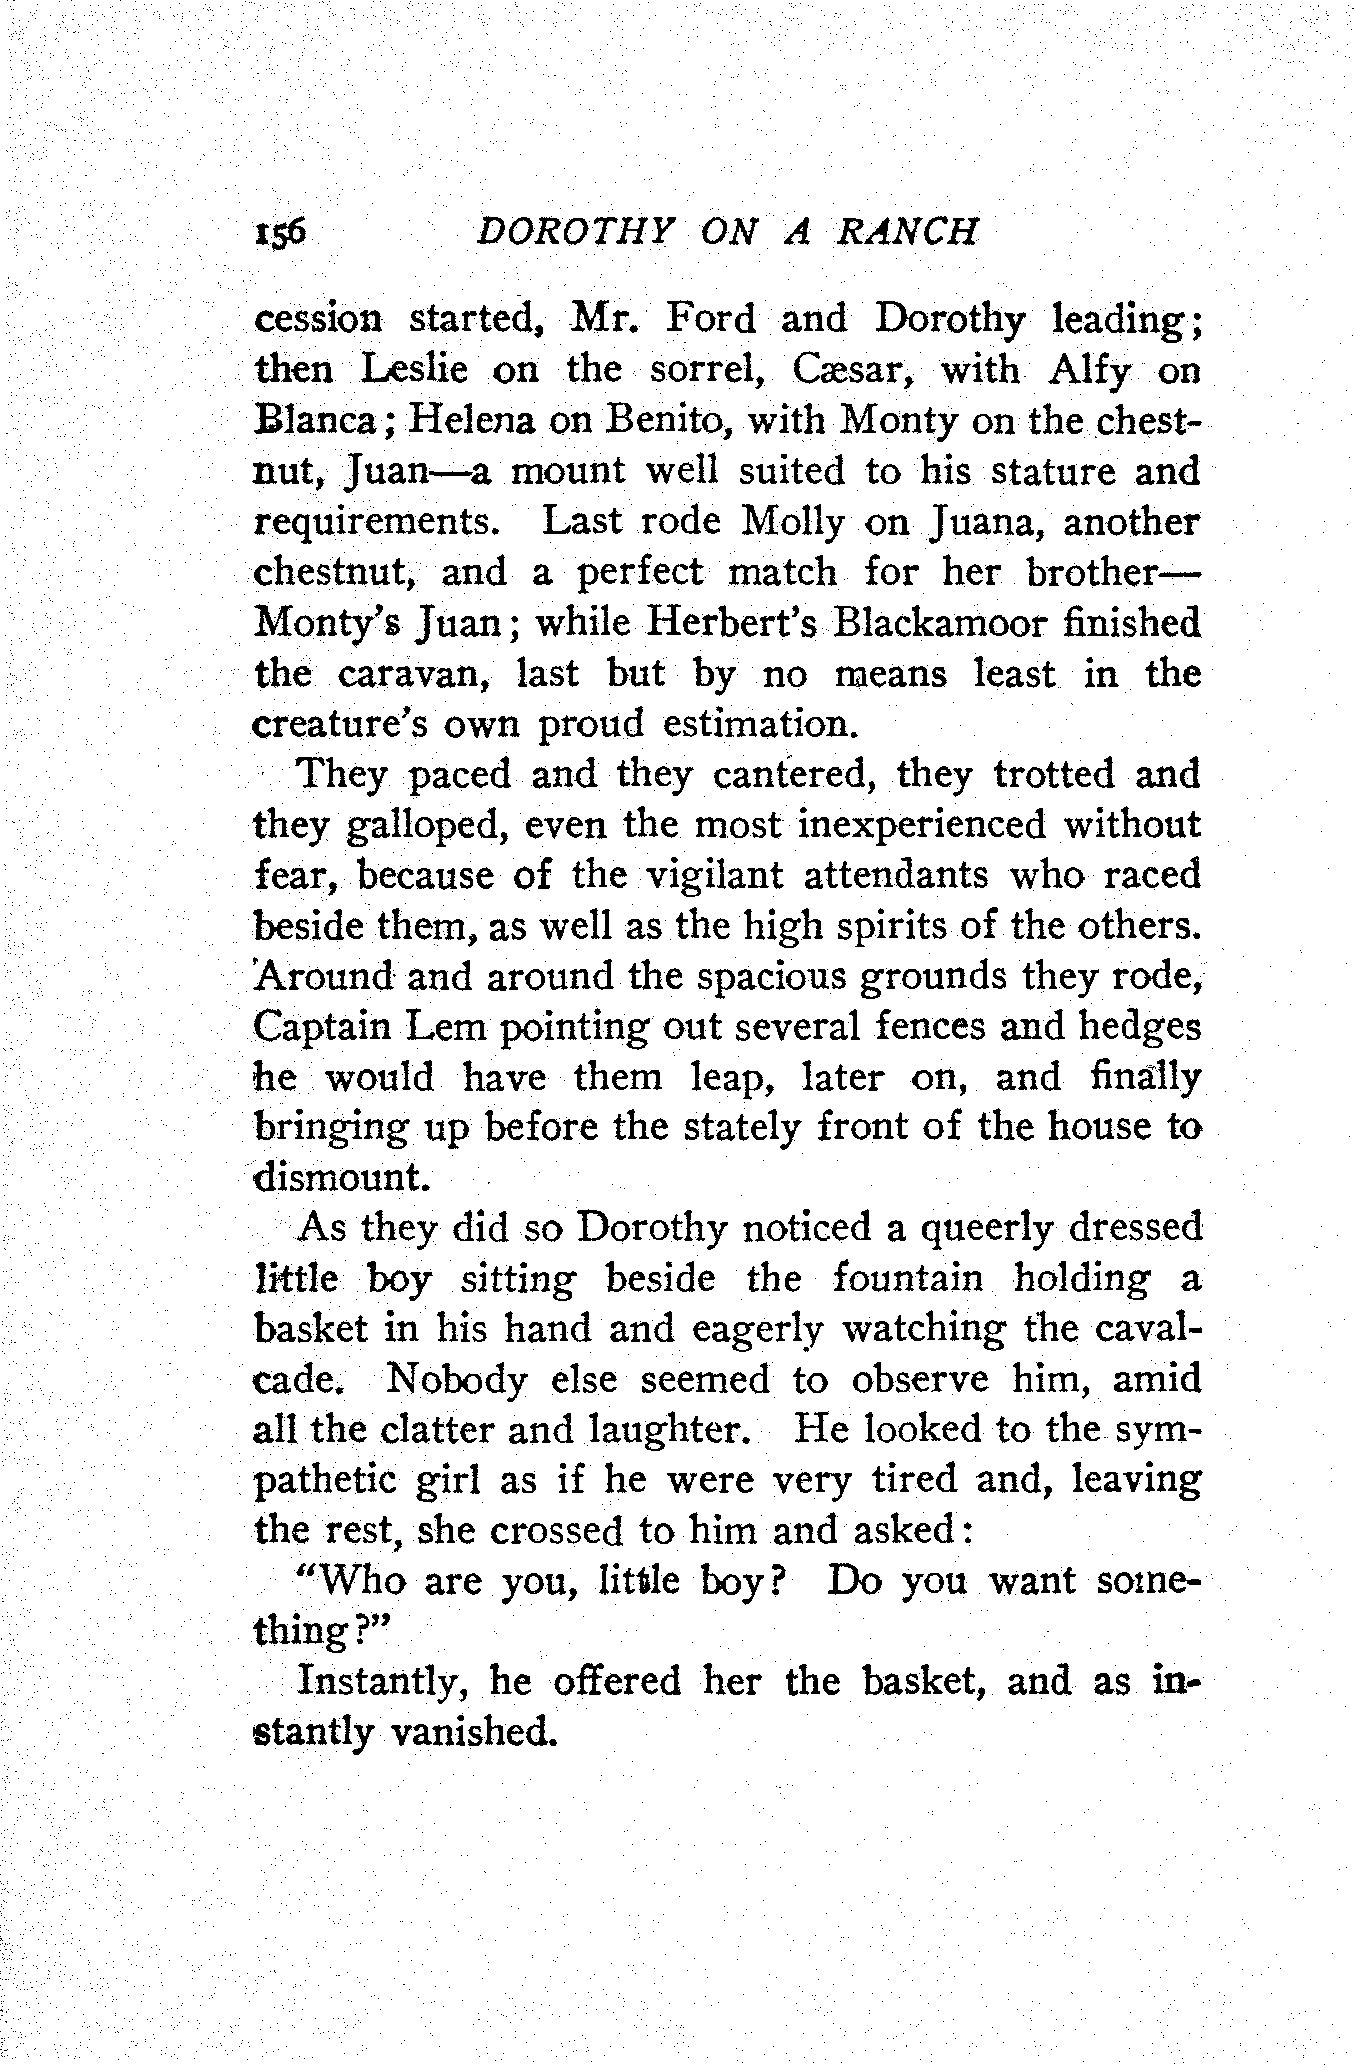 156 DOROTHY ON A RANCH
cession started, Mr. Ford and Dorothy leading;
then Leslie on the sorrel, Cæsar, with Alfy on
Blanca; Helena on Benito, with Monty on the chest-
nut, Juan—a mount well suited to his stature and
requirements. Last rode Molly on Juana, another
chestnut, and a perfect match for her brother—
Monty's Juan; while Herbert's Blackamoor finished
the caravan, last but by no means least in the
creature's own proud estimation.
They paced and they cantered, they trotted and
they galloped, even the most inexperienced without
fear, because of the vigilant attendants who raced
beside them, as well as the high spirits of the others.
Around and around the spacious grounds they rode,
Captain Lem pointing out several fences and hedges
he would have them leap, later on, and finally
bringing up before the stately front of the house to
dismount.
As they did so Dorothy noticed a queerly dressed
little boy sitting beside the fountain holding a
basket in his hand and eagerly watching the caval-
cade. Nobody else seemed to observe him, amid
all the clatter and laughter. He looked to the sym-
pathetic girl as if he were very tired and, leaving
the rest, she crossed to him and asked:
"Who are you, little boy? Do you want some-
thing?"
Instantly, he offered her the basket, and as in-
stantly vanished.